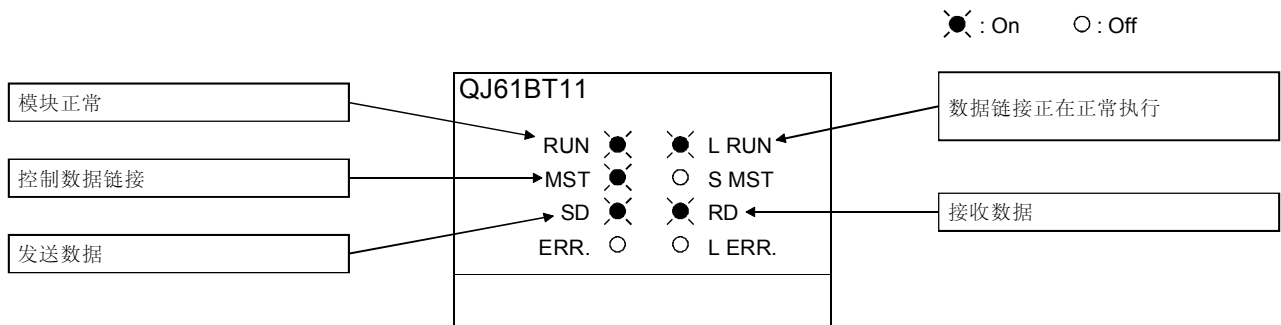 : On : Off
模块正常
控制数据链接
发送数据
QJ61BT11
RUN L RUN
MST S MST
SD RD
ERR. L ERR.
数据链接正在正常执行
接收数据